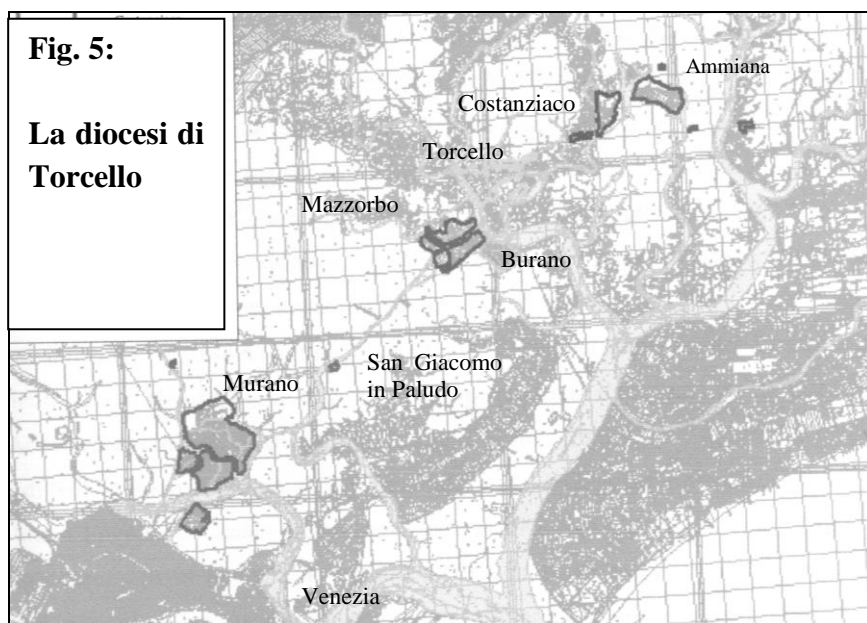 Fig. 5:
La diocesi di
Torcello
Ammiana
Costanziaco
Torcello
Mazzorbo
Burano
San Giacomo
in Paludo
Murano
Venezia